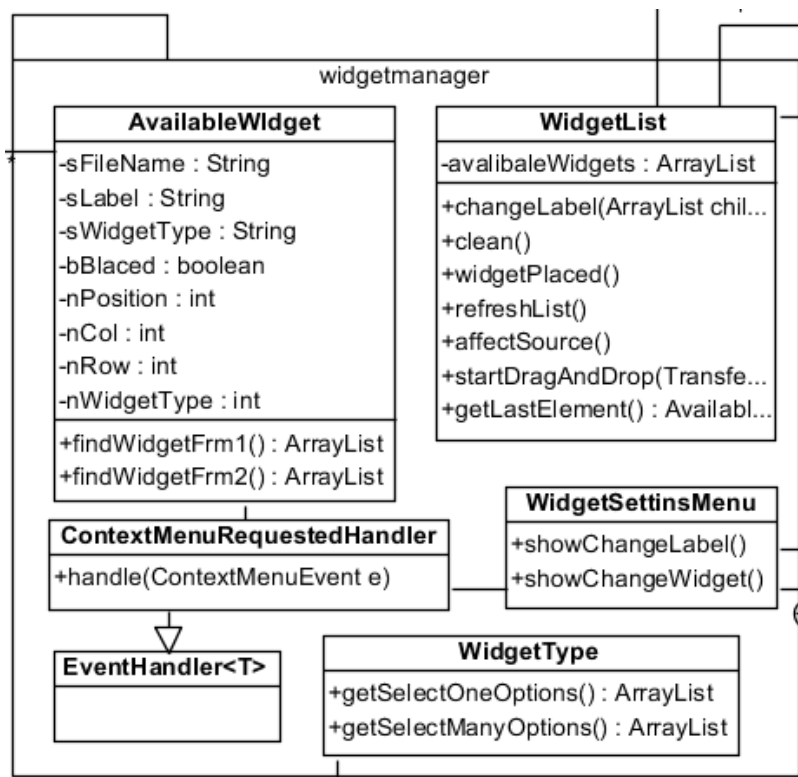 widgetmanager
AvailableWIdget
-sFileName : String
-sLabel : String
-sWidgetType : String
-bBlaced : boolean
-nPosition : int
-nCol : int
-nRow : int
-nWidgetType : int
+findWidgetFrm1() : ArrayList
+findWidgetFrm2() : ArrayList
WidgetList
-avalibaleWidgets : ArrayList
+changeLabel(ArrayList chil...
+clean()
+widgetPlaced()
+refreshList()
+affectSource()
+startDragAndDrop(Transfe...
+getLastElement() : Availabl...
ContextMenuRequestedHandler
+handle(ContextMenuEvent e)
WidgetSettinsMenu
+showChangeLabel()
+showChangeWidget()
EventHandler<T>
WidgetType
+getSelectOneOptions() : ArrayList
+getSelectManyOptions() : ArrayList
*